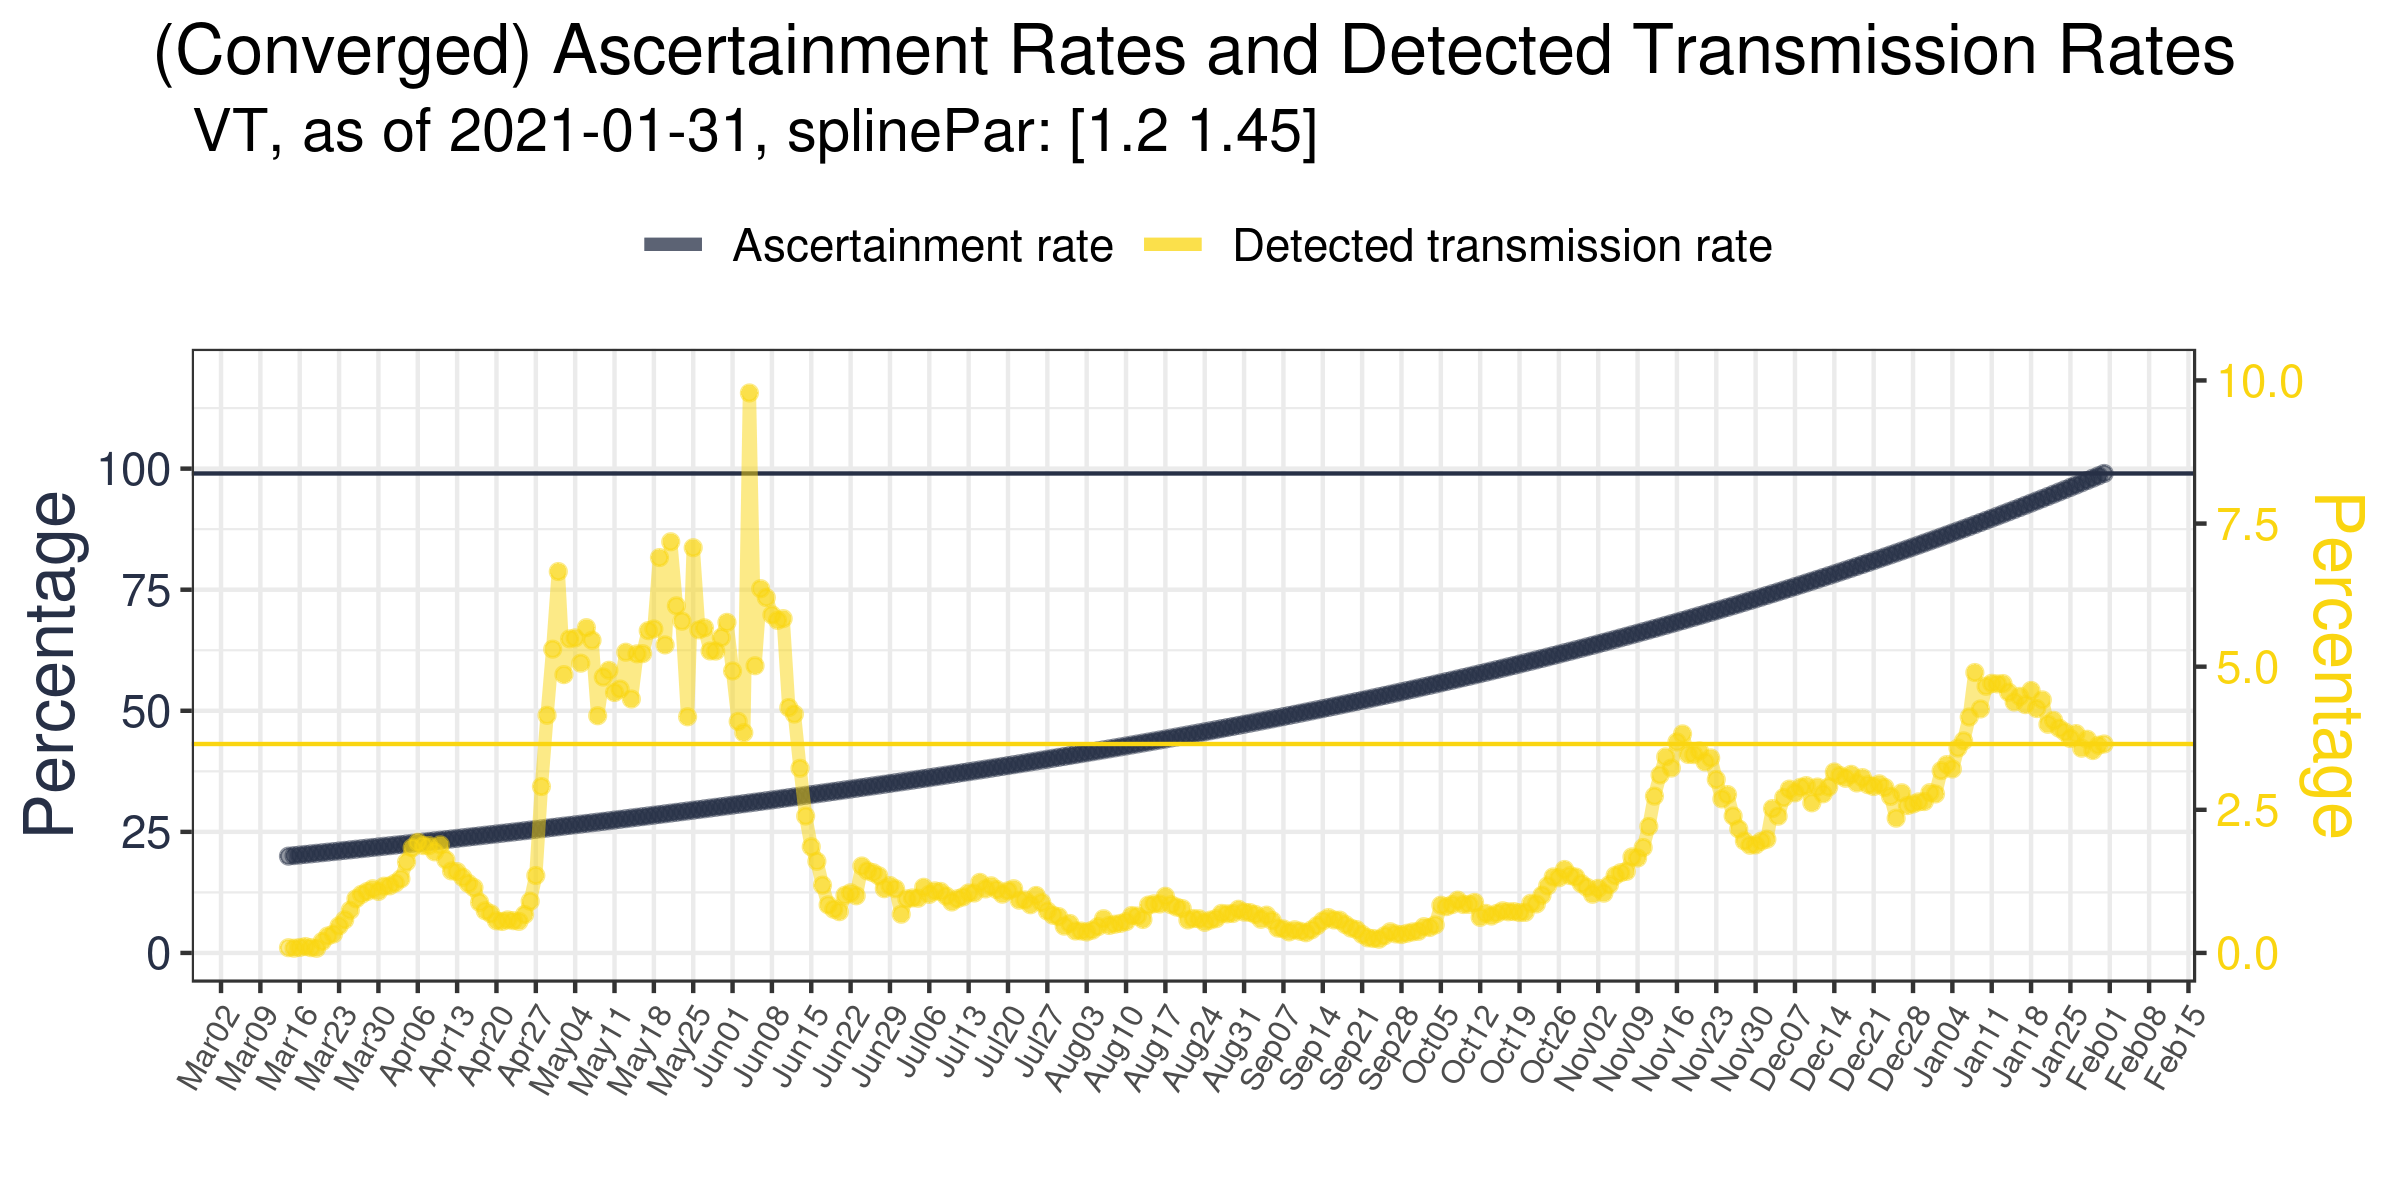 (Converged) Ascertainment Rates and Detected Transmission Rates
VT, as of 2021-01-31, splinePar: [1.2 1.45]
Ascertainment rate Detected transmission rate
Percentage
100
75
50
25
0
10.0
7.5
5.0
2.5
0.0
Percentage
Mar02 Mar09 Mar16 Mar23 Mar30 Apr06 Apr13 Apr20 Apr27 May04 May11 May18 May25 Jun01 Jun08 Jun15 Jun22 Jun29 Jul06 Jul13 Jul20 Jul27 Aug03 Aug10 Aug17 Aug24 Aug31 Sep07 Sep14 Sep21 Sep28 Oct05 Oct12 Oct19 Oct26 Nov02 Nov09 Nov16 Nov23 Nov30 Dec07 Dec14 Dec21 Dec28 Jan04 Jan11 Jan18 Jan25 Feb01 Feb08 Feb15